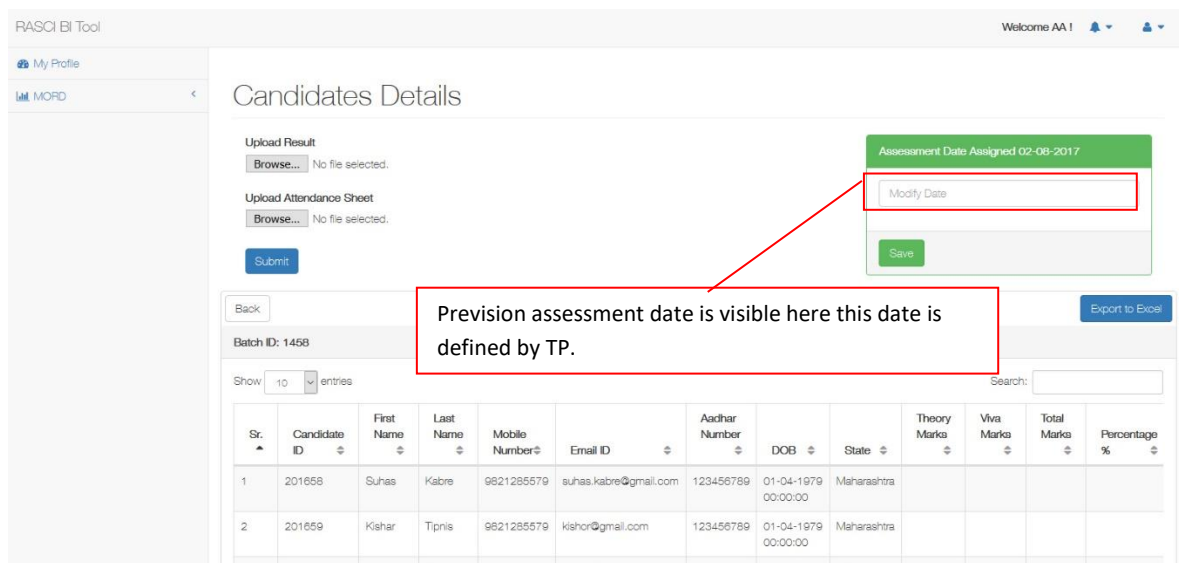 RASCI BI Tool
Welcome AA !
My Profile
MORD
Candidates Details
Upload Result
Browse... No file selected.
Upload Attendance Sheet
Browse... No file selected.
Submit
Assessment Date Assigned 02-08-2017
Modify Date
Save
Prevision assessment date is visible here this date is
defined by TP.
Back
Export to Excel
Batch ID: 1458
Show 10 entries
Search:
Sr. Candidate ID First Name Last Name Mobile Number Email ID Aadhar Number DOB State Theory Marks Viva Marks Total Marks Percentage %
1 201658 Suhas Kabre 9821285579 suhas.kabre@gmail.com 123456789 01-04-1979 Maharashtra
00:00:00
2 201659 Kishar Tipnis 9821285579 kishor@gmail.com 123456789 01-04-1979 Maharashtra
00:00:00